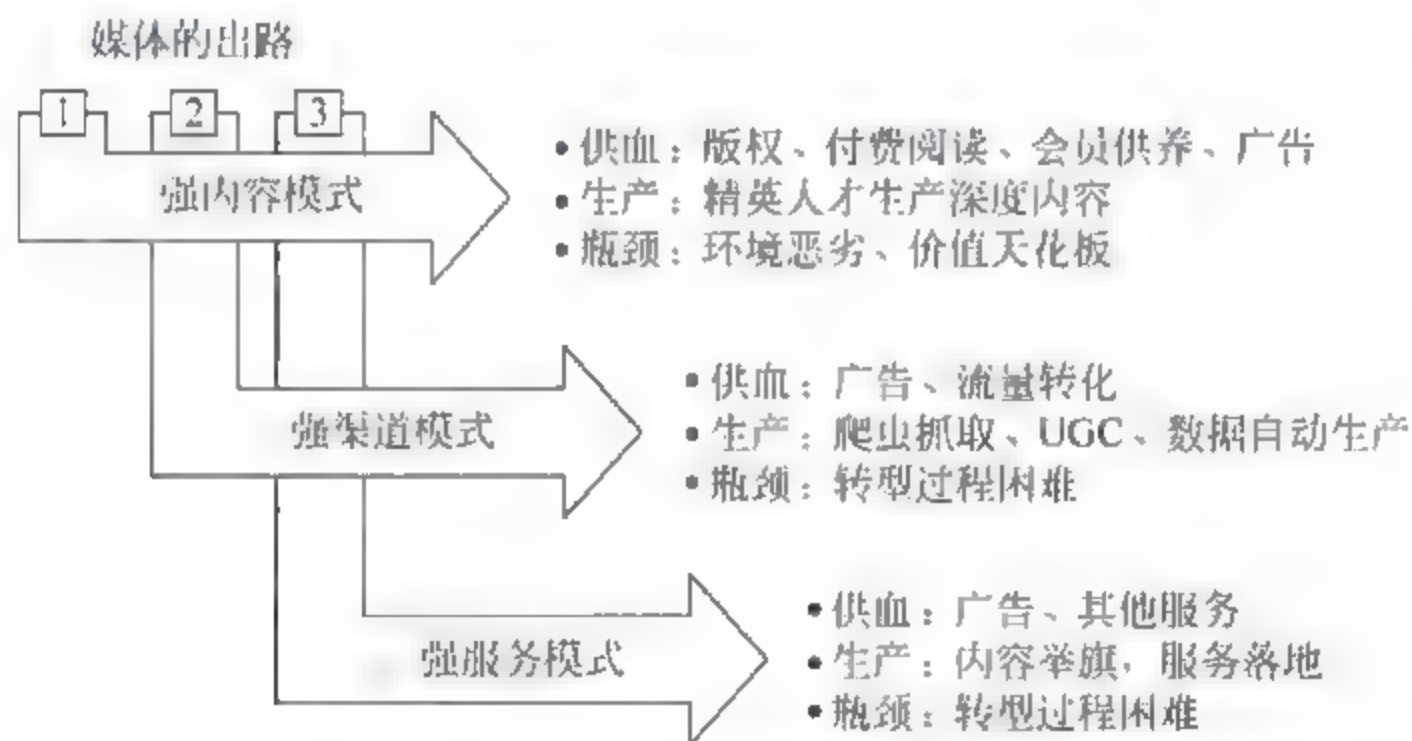 媒体的出路
1 2 3
强内容模式
• 供血：版权、付费阅读、会员供养、广告
• 生产：精英人才生产深度内容
• 瓶颈：环境恶劣、价值天花板
强渠道模式
• 供血：广告、流量转化
• 生产：爬虫抓取、UGC、数据自动生产
• 瓶颈：转型过程困难
强服务模式
• 供血：广告、其他服务
• 生产：内容举旗，服务落地
• 瓶颈：转型过程困难